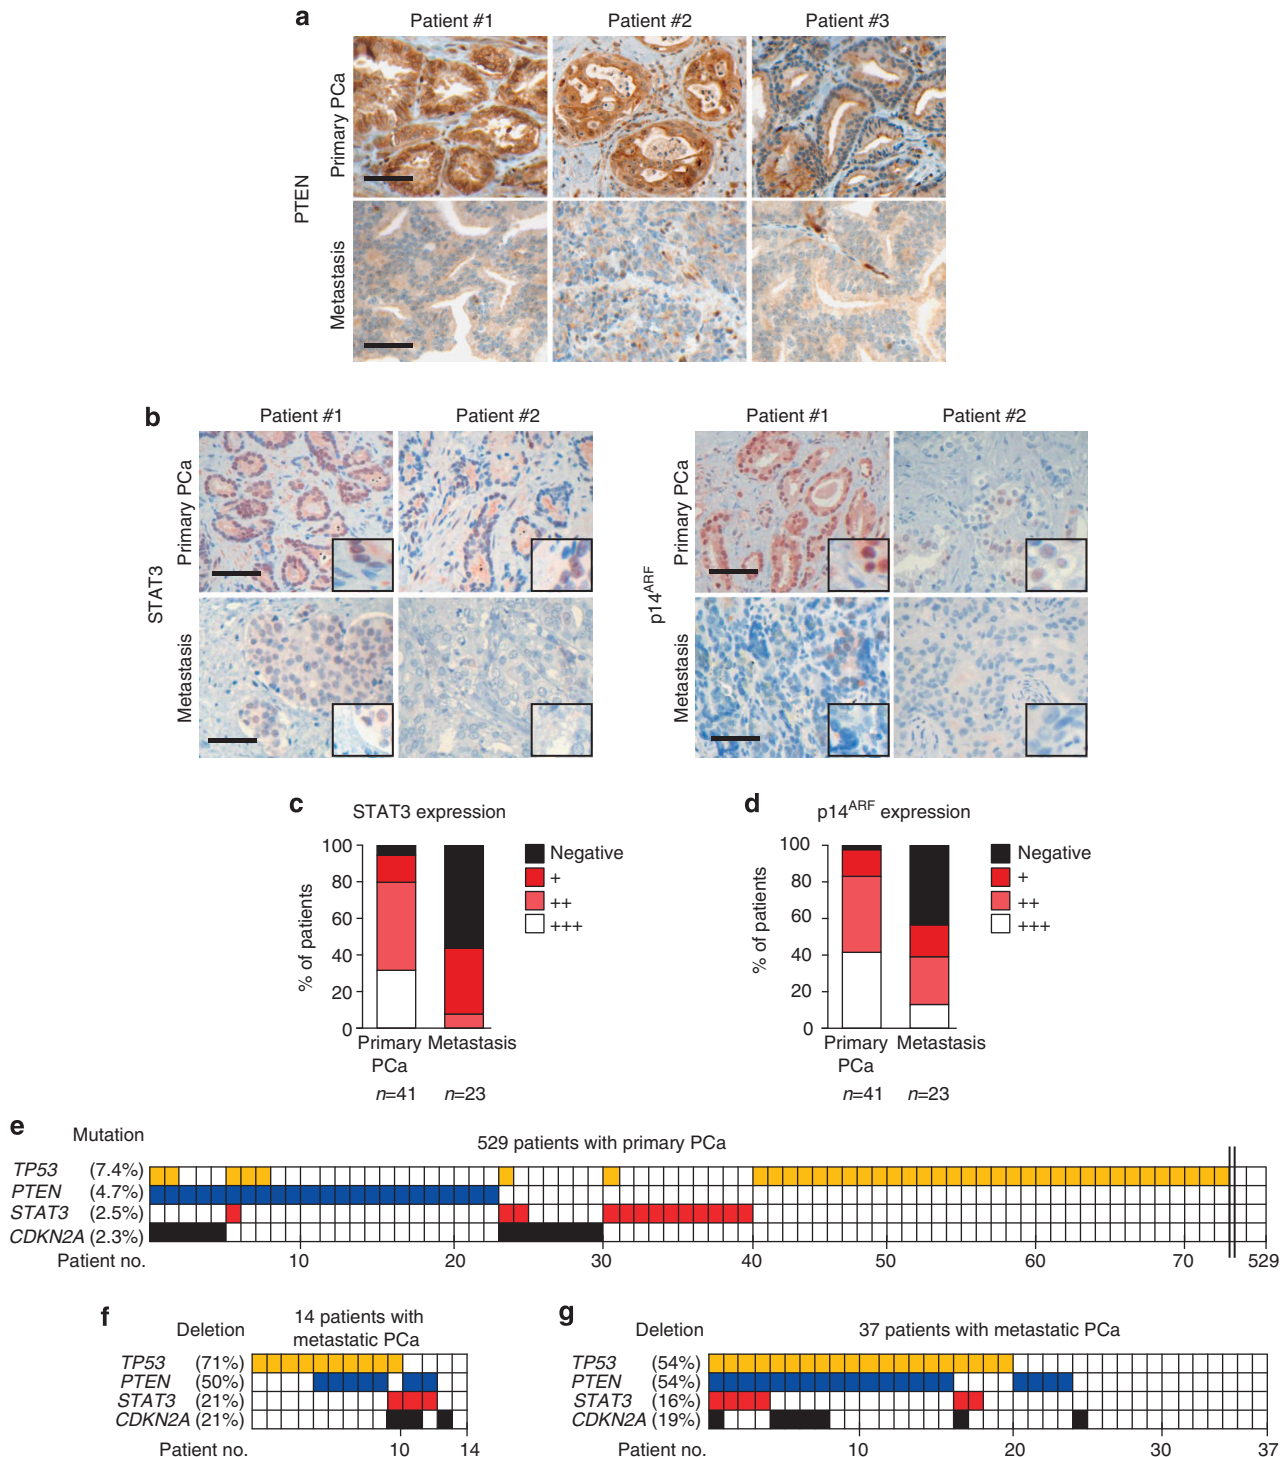 a
Patient #1 Patient #2 Patient #3
PTEN
Primary PCa
Metastasis
b
Patient #1 Patient #2
STAT3
Primary PCa
Metastasis
Patient #1 Patient #2
p14ARF
Primary PCa
Metastasis
c
STAT3 expression
% of patients
100
80
60
40
20
0
Primary PCa Metastasis
n=41 n=23
Negative
+
++
+++
d
p14ARF expression
% of patients
100
80
60
40
20
0
Primary PCa Metastasis
n=41 n=23
Negative
+
++
+++
e
Mutation
529 patients with primary PCa
TP53 (7.4%)
PTEN (4.7%)
STAT3 (2.5%)
CDKN2A (2.3%)
Patient no. 10 20 30 40 50 60 70 529
f
Deletion
14 patients with
metastatic PCa
TP53 (71%)
PTEN (50%)
STAT3 (21%)
CDKN2A (21%)
Patient no. 10 14
g
Deletion
37 patients with metastatic PCa
TP53 (54%)
PTEN (54%)
STAT3 (16%)
CDKN2A (19%)
Patient no. 10 20 30 37